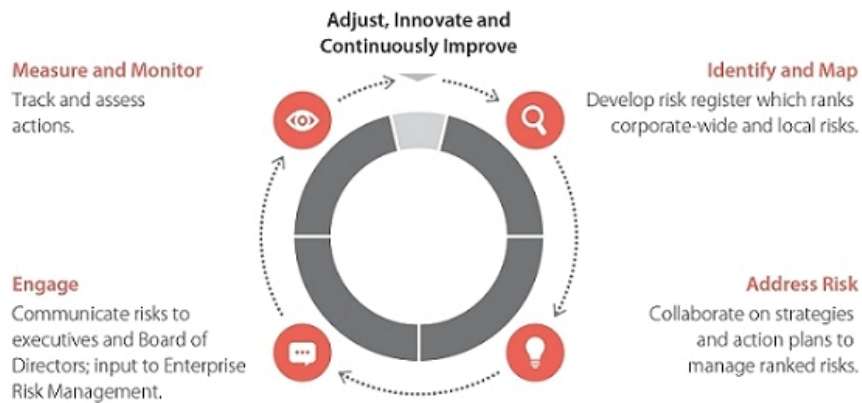 Adjust, Innovate and
Continuously Improve
Measure and Monitor
Track and assess
actions.
Identify and Map
Develop risk register which ranks
corporate-wide and local risks.
Engage
Communicate risks to
executives and Board of
Directors; input to Enterprise
Risk Management.
Address Risk
Collaborate on strategies
and action plans to
manage ranked risks.